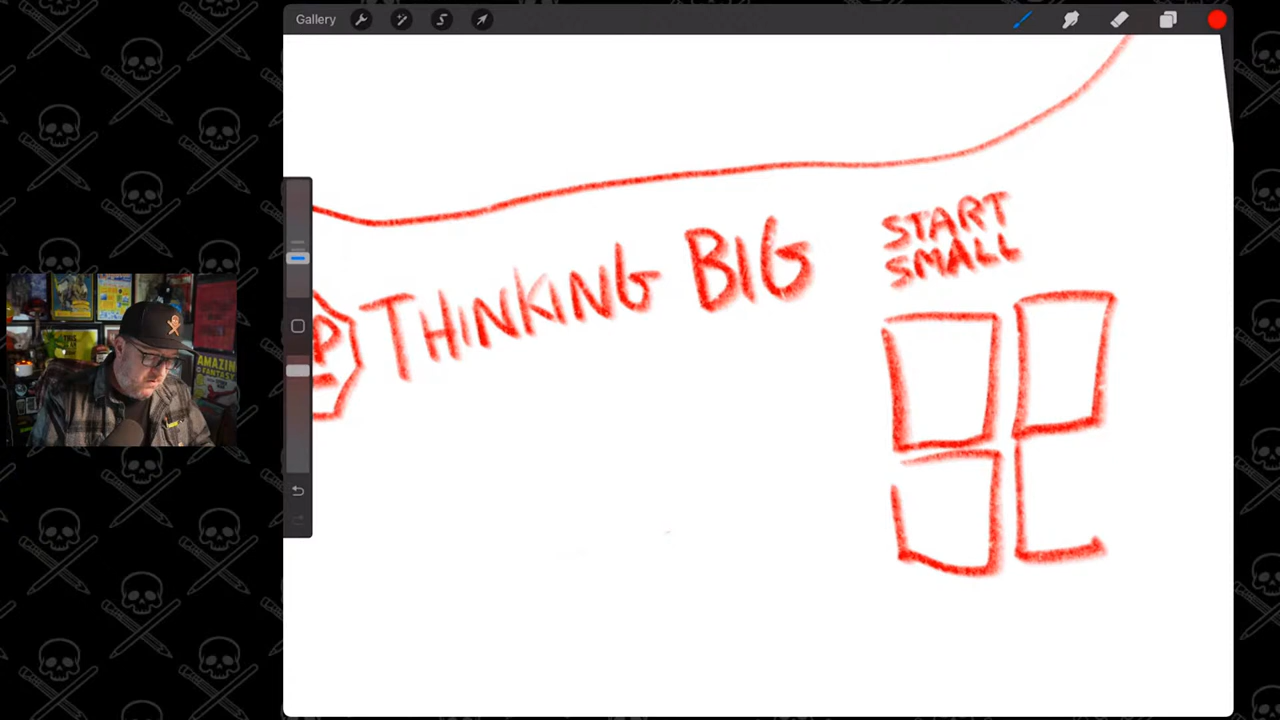 Gallery
START
SMALL
THINKING BIG
P
AMAZING
FANTASY